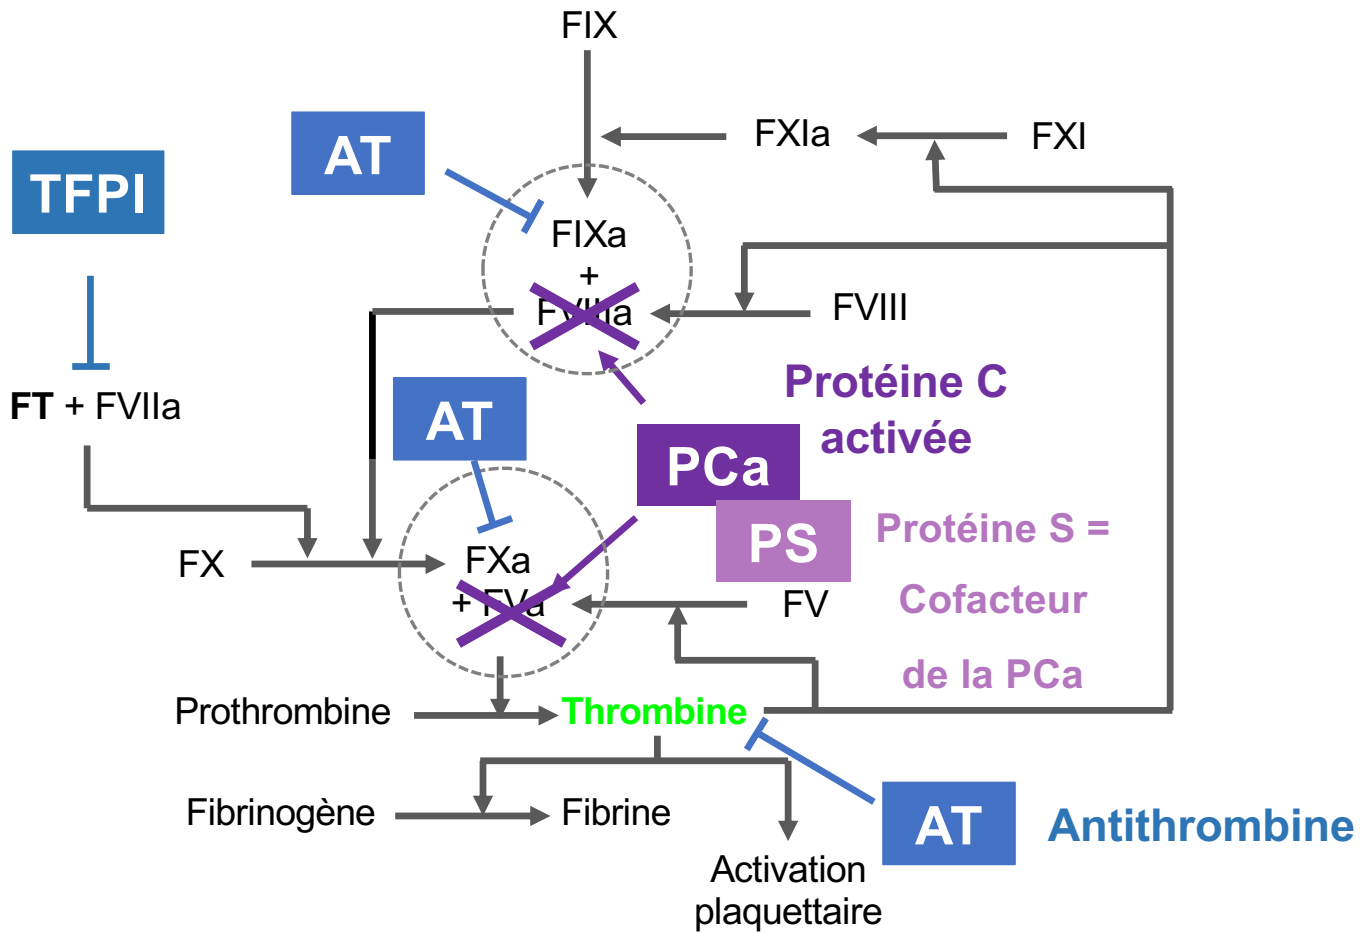 FIX
AT
FXIa
FXI
TFPI
FIXa
+
FVIIIa
FVIII
Protéine C
activée
FT + FVIIa
AT
PCa
PS
Protéine S =
Cofacteur
de la PCa
FX
FXa
+ FVa
FV
Prothrombine
Thrombine
Fibrinogène
Fibrine
AT
Antithrombine
Activation
plaquettaire